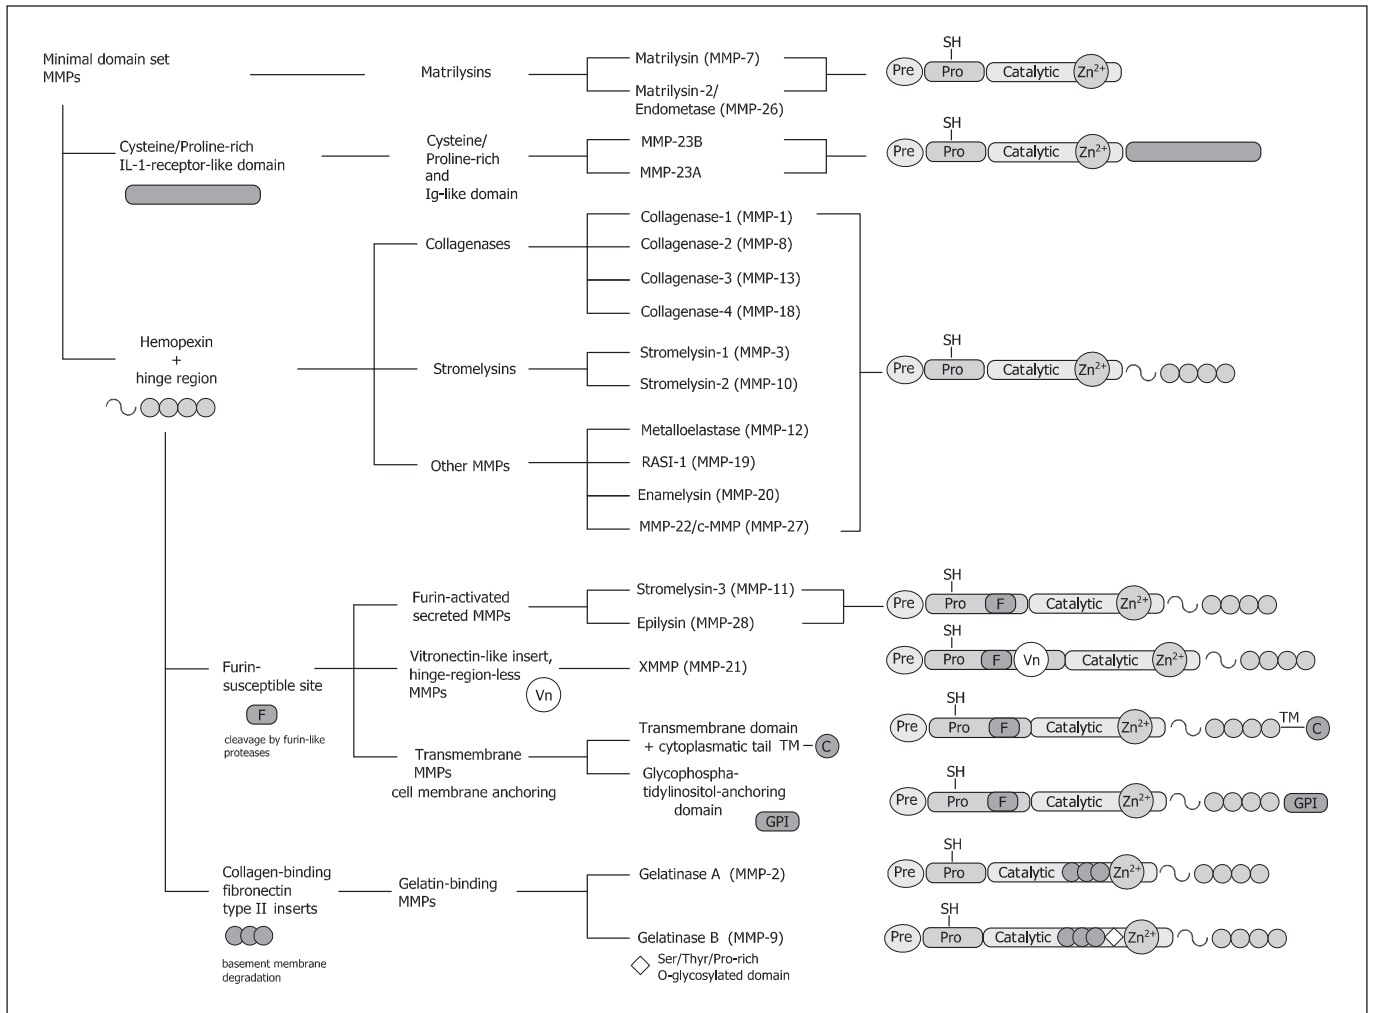 Minimal domain set
MMPs
Matrilysins
Matrilysin (MMP-7)
Matrilysin-2/
Endometase (MMP-26)
SH
Pre
Pro
Catalytic
Zn2+
Cysteine/Proline-rich
IL-1-receptor-like domain
Cysteine/
Proline-rich
and
Ig-like domain
MMP-23B
MMP-23A
SH
Pre
Pro
Catalytic
Zn2+
Hemopexin
+
hinge region
Collagenases
Collagenase-1 (MMP-1)
Collagenase-2 (MMP-8)
Collagenase-3 (MMP-13)
Collagenase-4 (MMP-18)
Stromelysins
Stromelysin-1 (MMP-3)
Stromelysin-2 (MMP-10)
Other MMPs
Metalloelastase (MMP-12)
RASI-1 (MMP-19)
Enamelysin (MMP-20)
MMP-22/c-MMP (MMP-27)
SH
Pre
Pro
Catalytic
Zn2+
Furin-
susceptible site
F
cleavage by furin-like
proteases
Furin-activated
secreted MMPs
Stromelysin-3 (MMP-11)
Epilysin (MMP-28)
SH
Pre
Pro
F
Catalytic
Zn2+
Vitronectin-like insert,
hinge-region-less
MMPs
Vn
XMMP (MMP-21)
SH
Pre
Pro
F
Vn
Catalytic
Zn2+
Transmembrane
MMPs
cell membrane anchoring
Transmembrane domain
+ cytoplasmatic tail TM
C
SH
Pre
Pro
F
Catalytic
Zn2+
TM
C
Glycophospha-
tidylinositol-anchoring
domain
GPI
SH
Pre
Pro
F
Catalytic
Zn2+
GPI
Collagen-binding
fibronectin
type II inserts
basement membrane
degradation
Gelatin-binding
MMPs
Gelatinase A (MMP-2)
SH
Pre
Pro
Catalytic
Zn2+
Gelatinase B (MMP-9)
Ser/Thyr/Pro-rich
O-glycosylated domain
SH
Pre
Pro
Catalytic
Zn2+